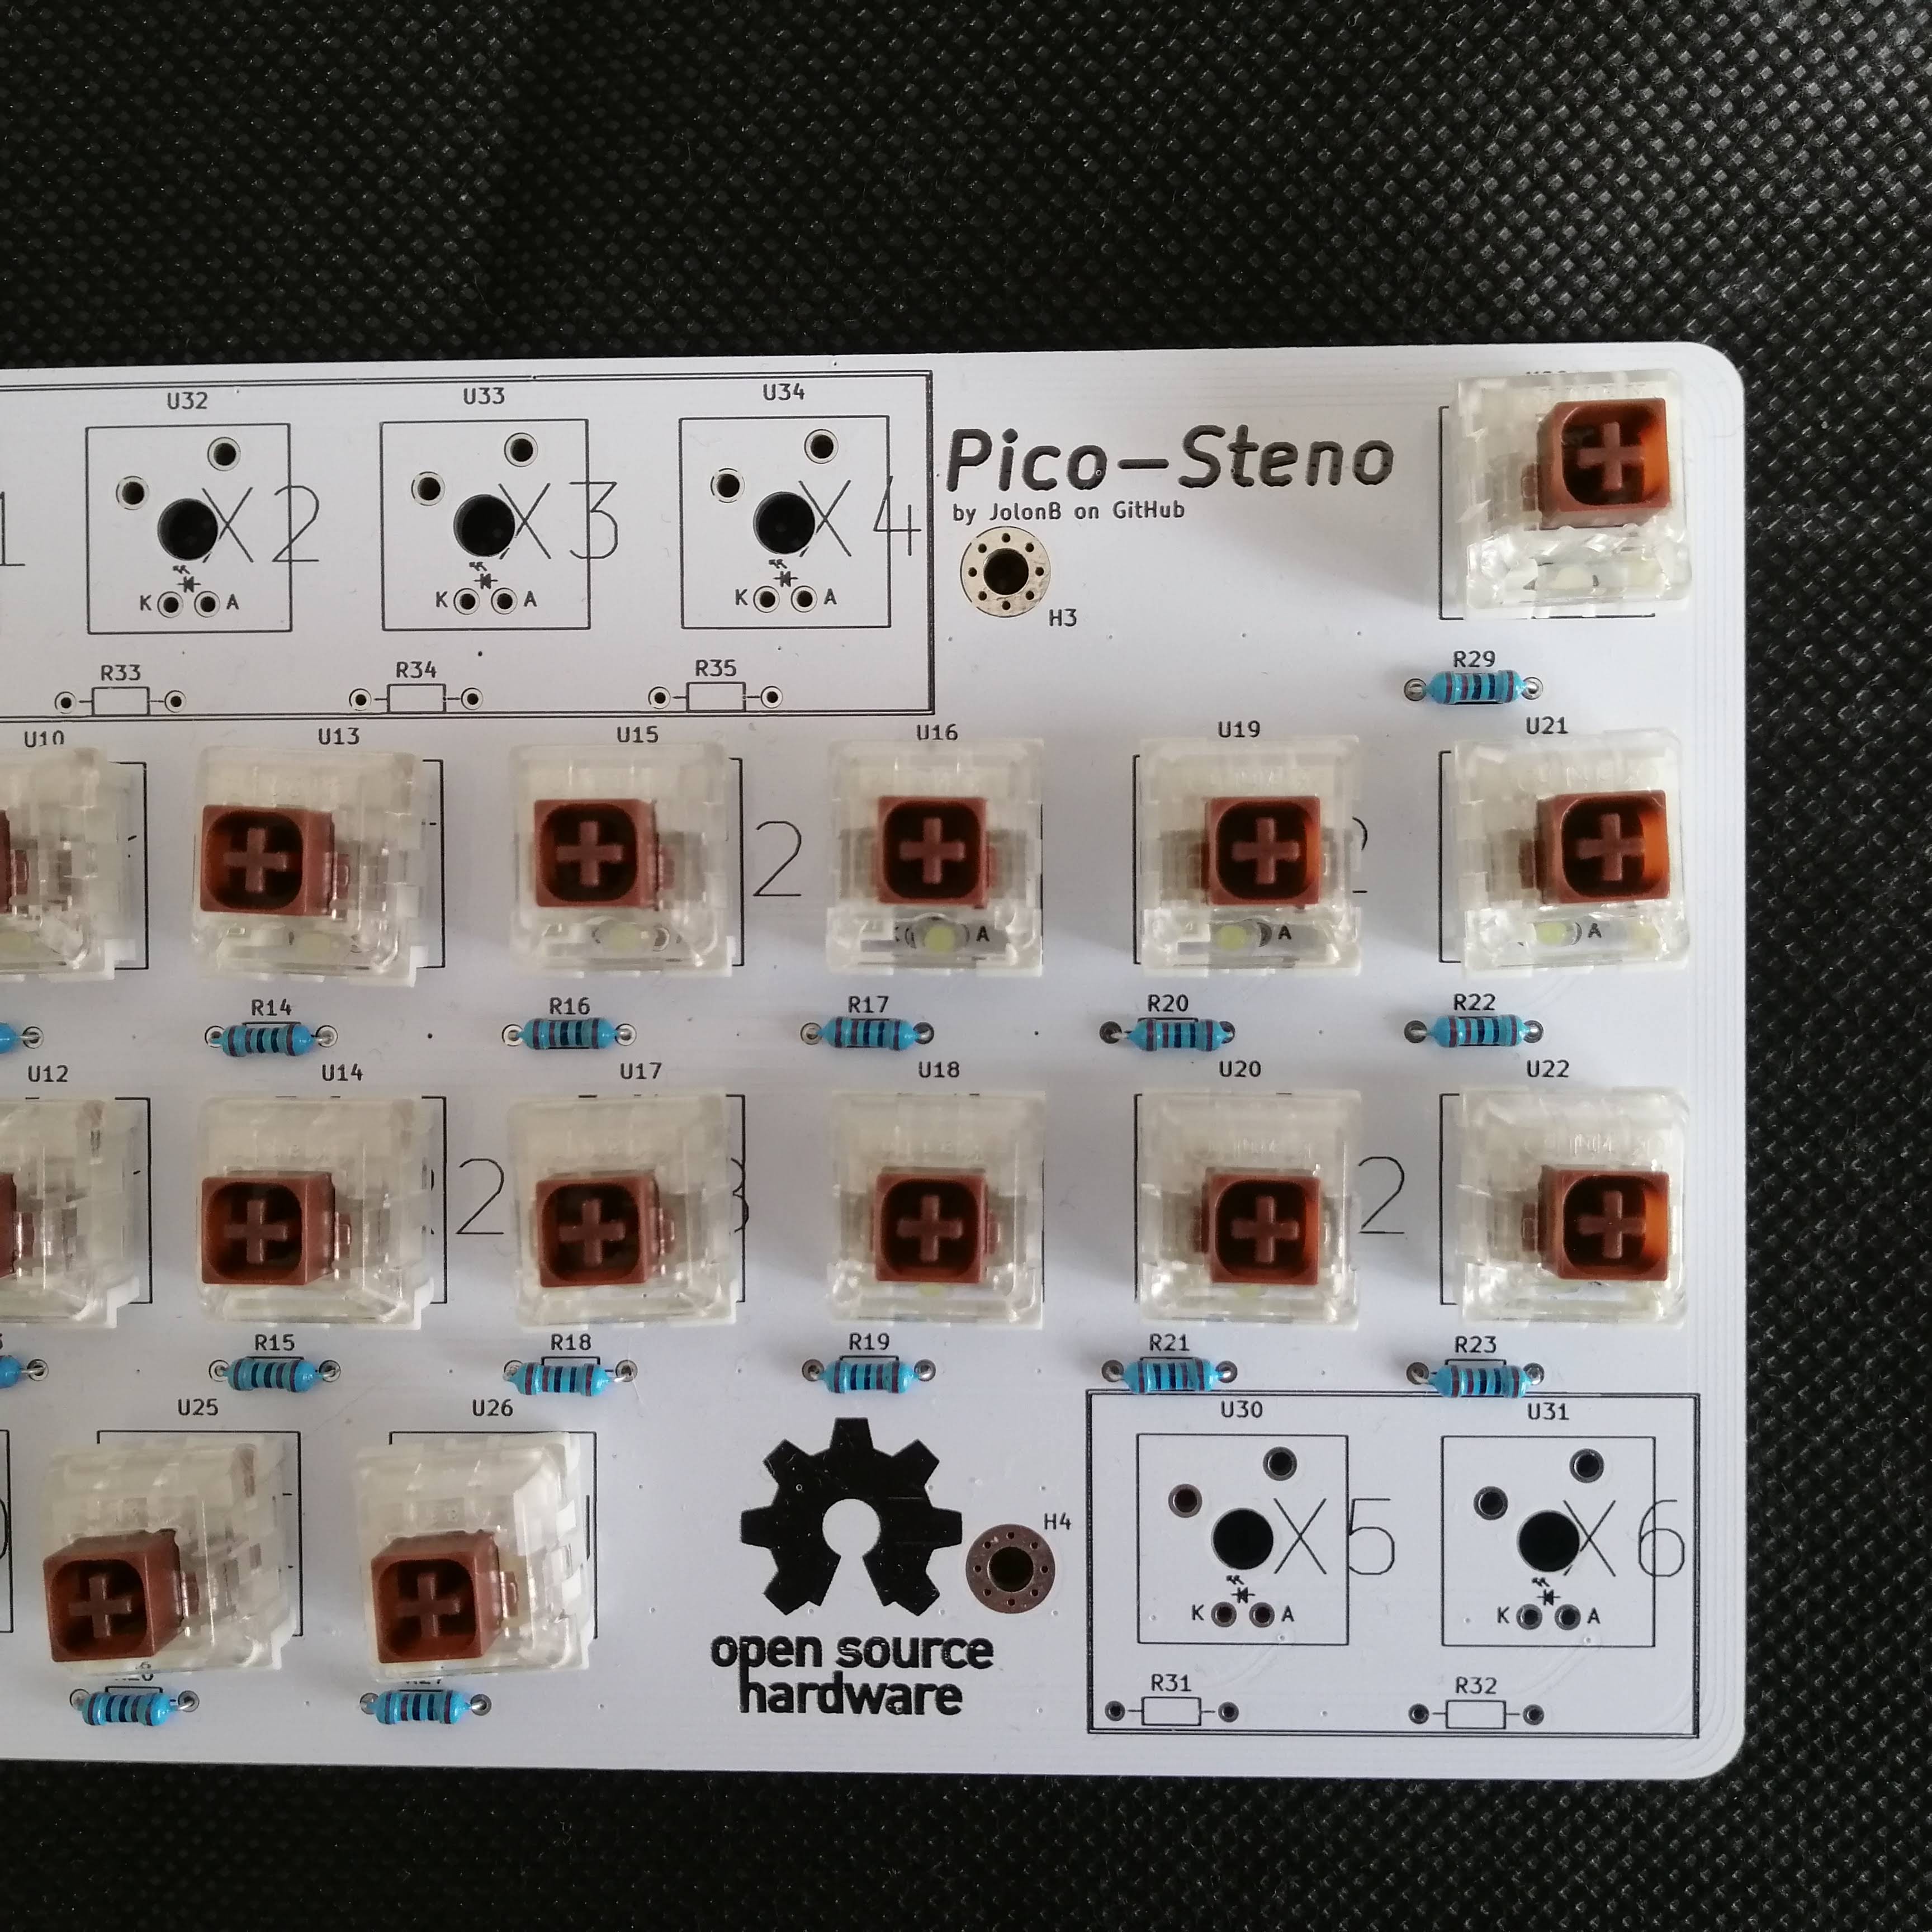 U32 U33 U34
Pico-Steno
by JolonB on GitHub
1 X2 X3 X4
K A K A K A
H3
R33 R34 R35
R29
U10 U13 U15 U16 U19 U21
2
A A A
R14 R16 R17 R20 R22
U12 U14 U17 U18 U20 U22
2 2
R15 R18 R19 R21 R23
U25 U26 U30 U31
H4
X5 X6
K A K A
open source
hardware
R31 R32